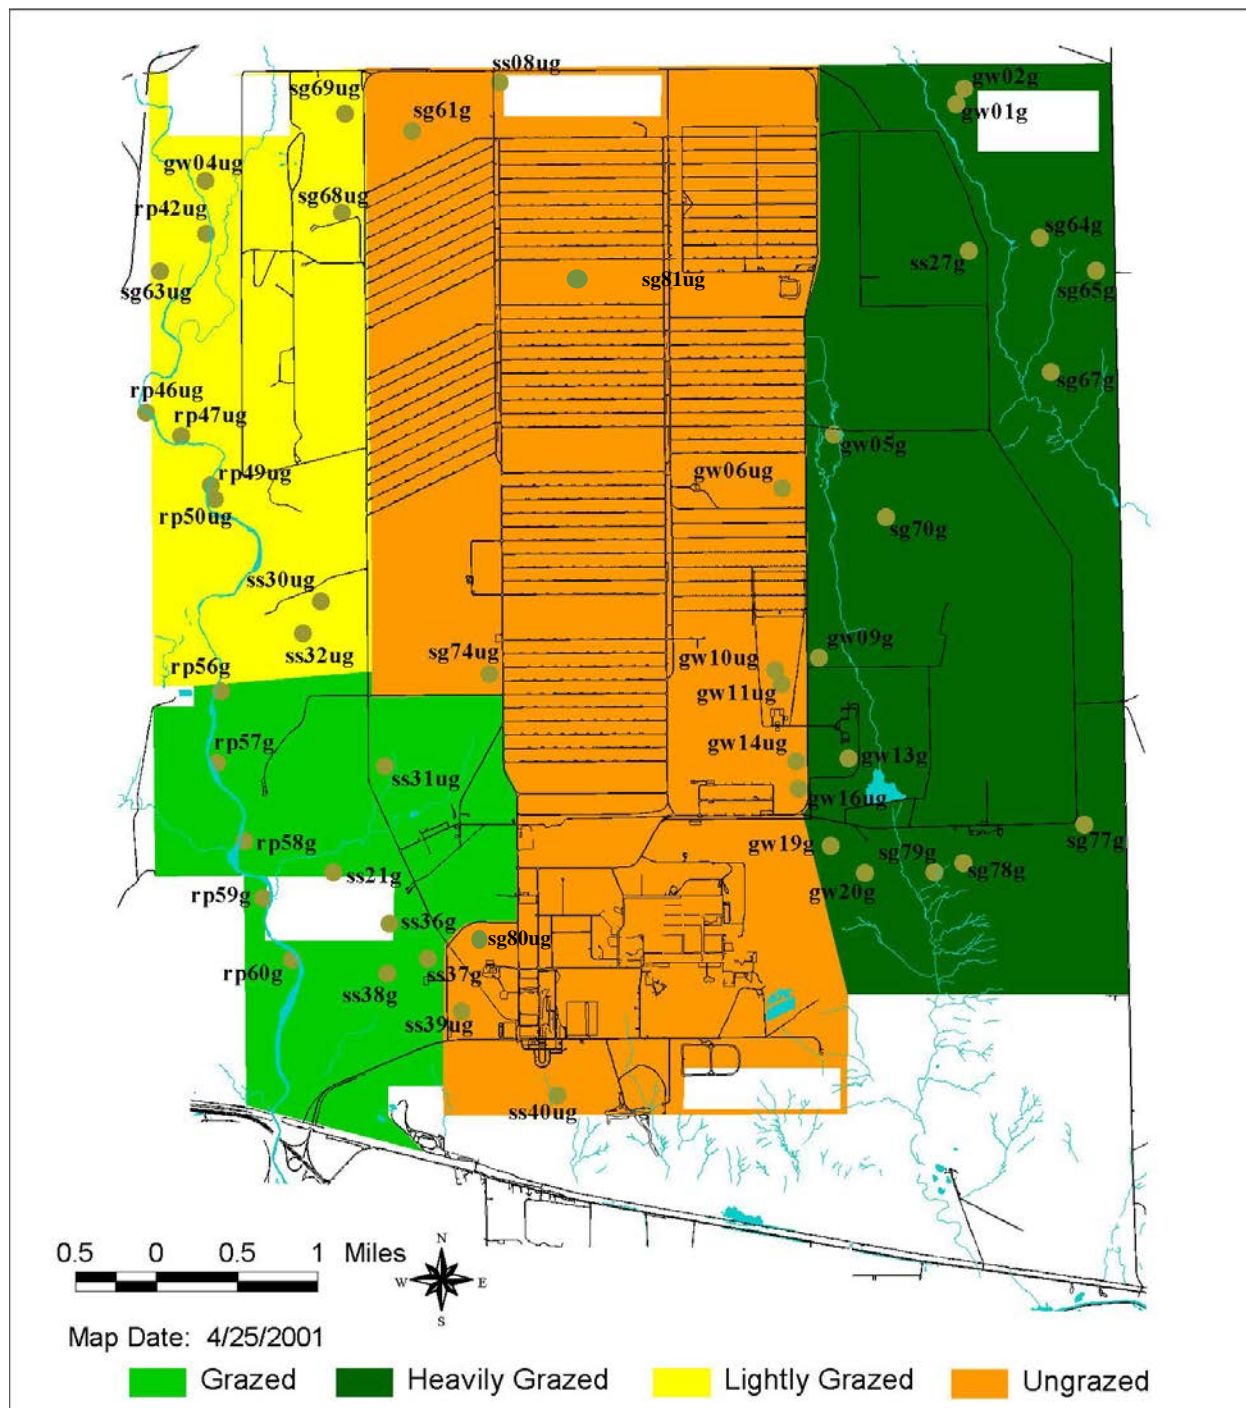 ss08ug
gw02g
sg69ug
sg61g
gw01g
gw04ug
rp42ug
sg68ug
sg64g
ss27g
sg63ug
sg81ug
sg65g
sg67g
rp46ug
rp47ug
gw05g
rp49ug
gw06ug
rp50ug
sg70g
ss30ug
ss32ug
gw09g
rp56g
sg74ug
gw10ug
gw11ug
rp57g
ss31ug
gw14ug
gw13g
gw16ug
rp58g
gw19g
sg79g
sg77g
ss21g
sg78g
rp59g
gw20g
ss36g
sg80ug
rp60g
ss38g
ss37g
ss39ug
ss40ug
0.5 0 0.5 1 Miles
N
W E
S
Map Date: 4/25/2001
Grazed Heavily Grazed Lightly Grazed Ungrazed